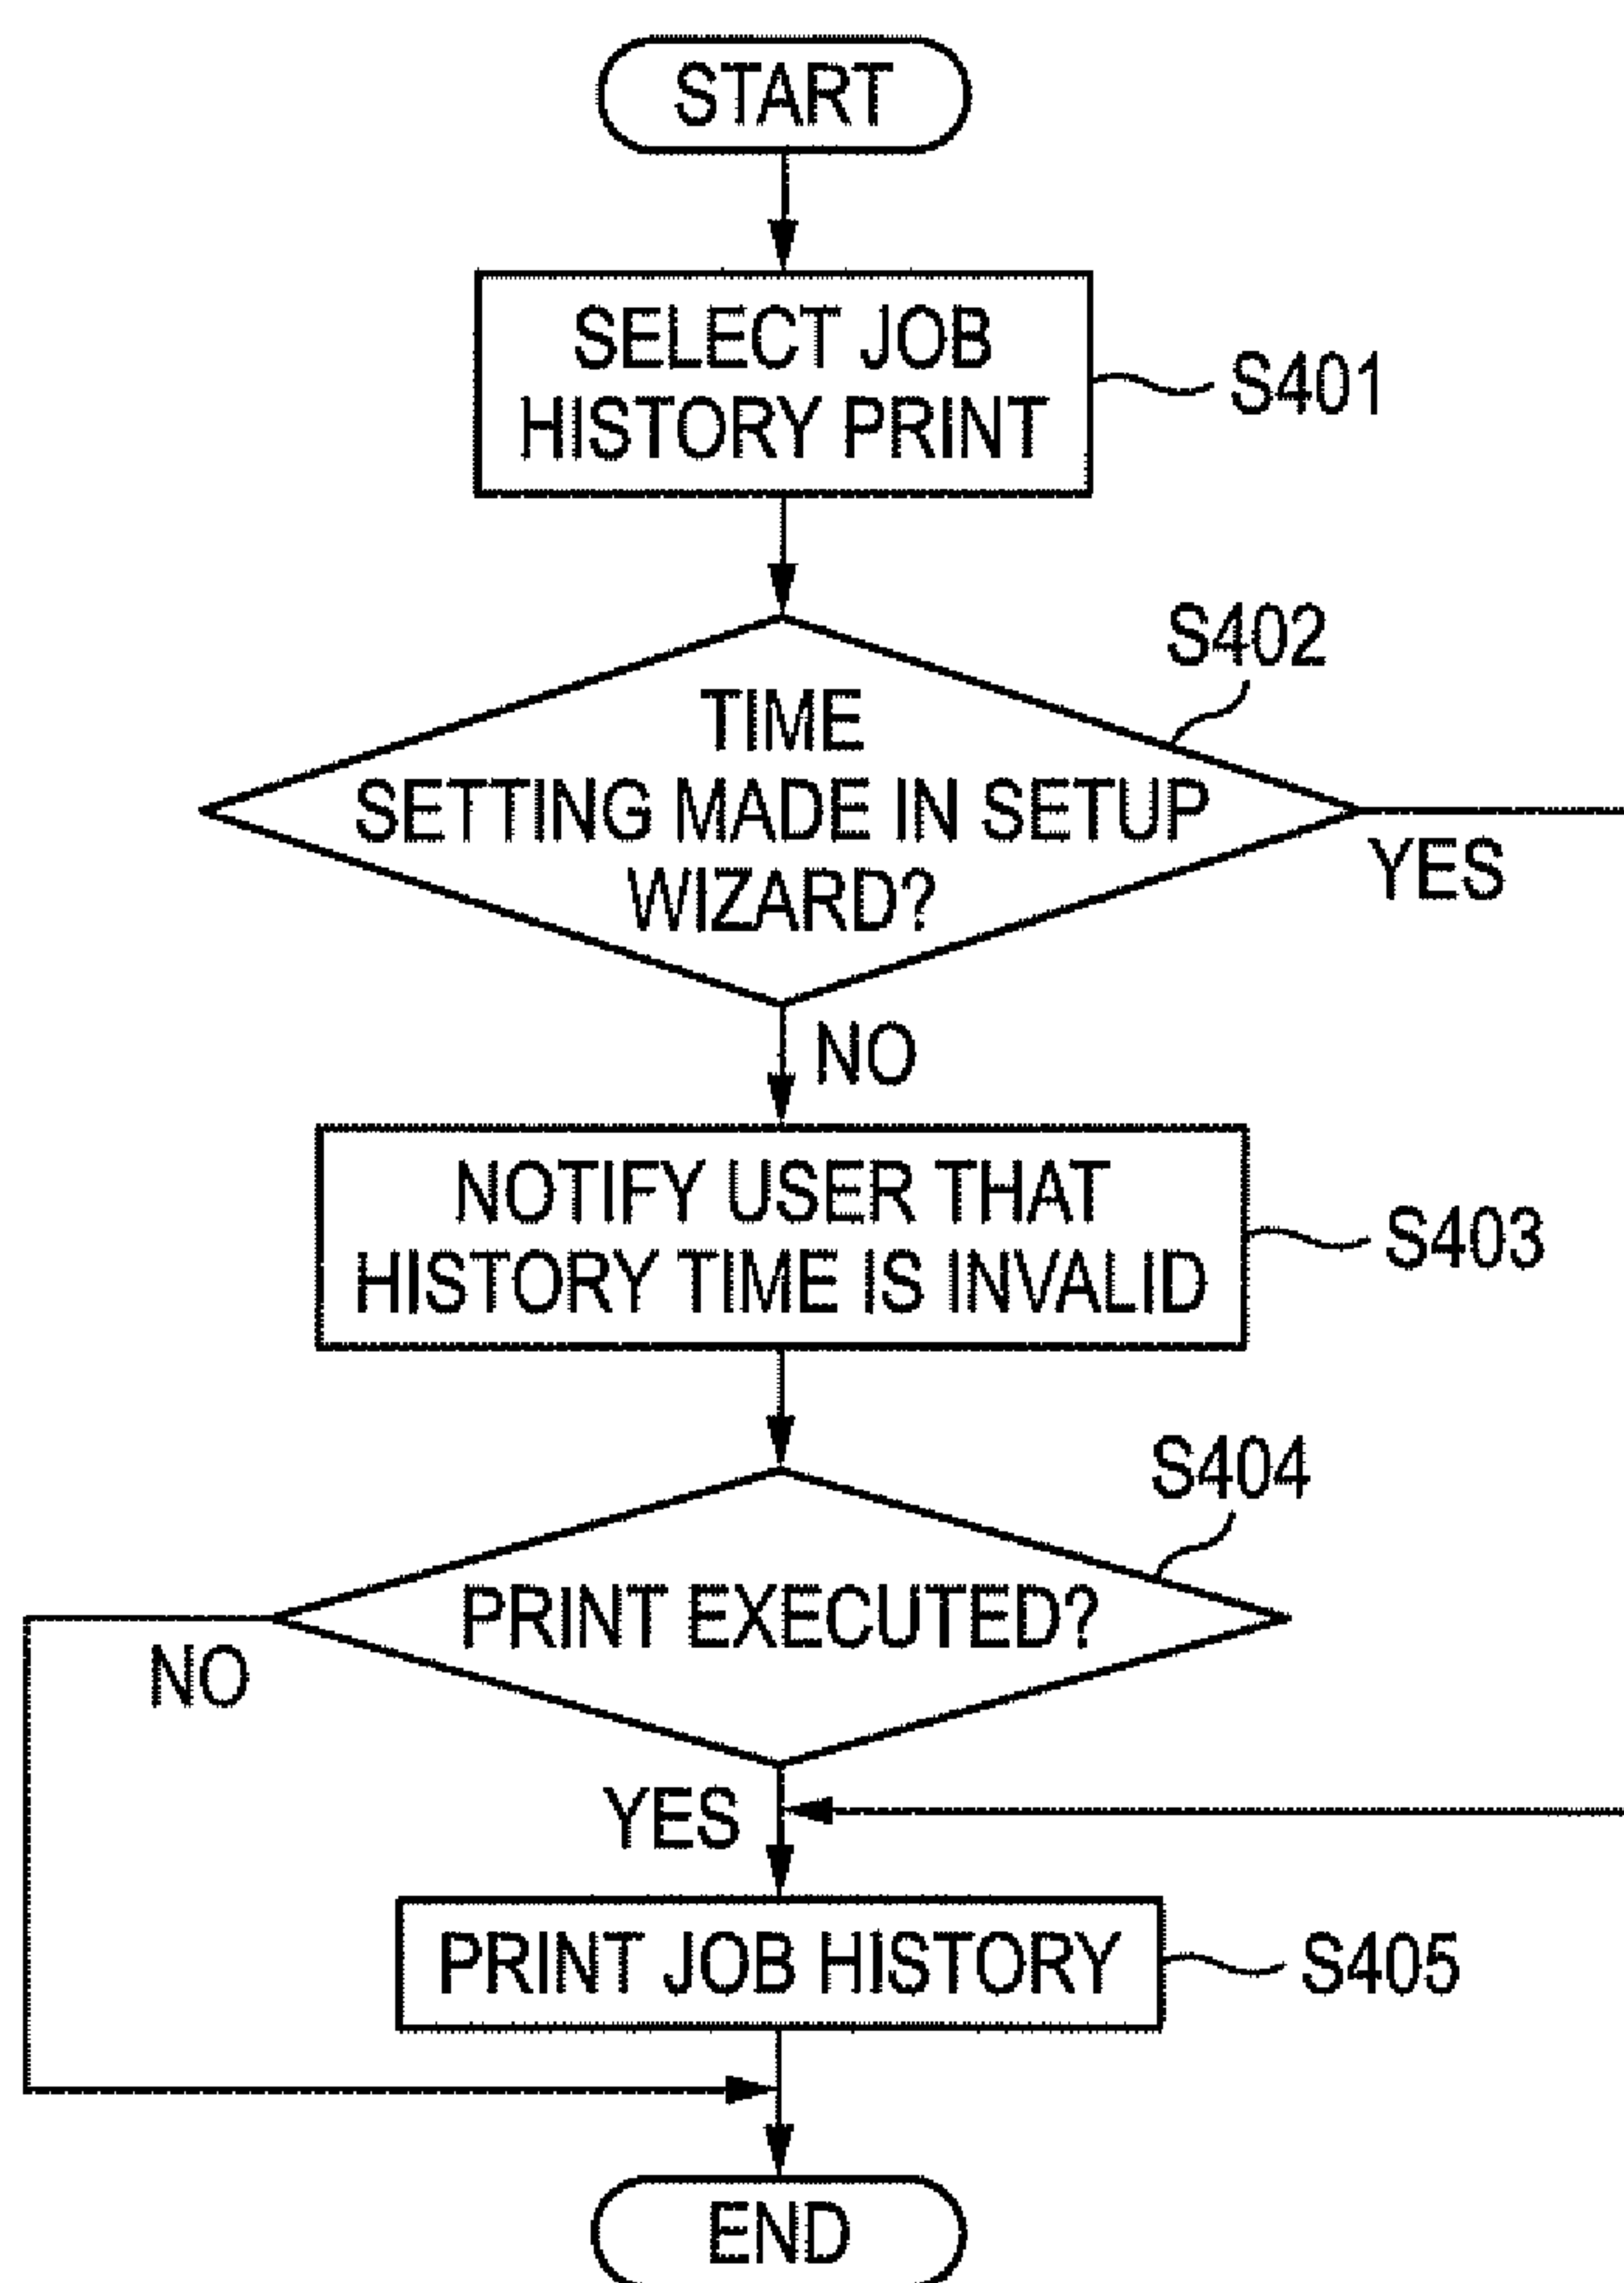 START
SELECT JOB
HISTORY PRINT
S401
S402
TIME
SETTING MADE IN SETUP
WIZARD?
YES
NO
NOTIFY USER THAT
HISTORY TIME IS INVALID
S403
S404
PRINT EXECUTED?
NO
YES
PRINT JOB HISTORY
S405
END